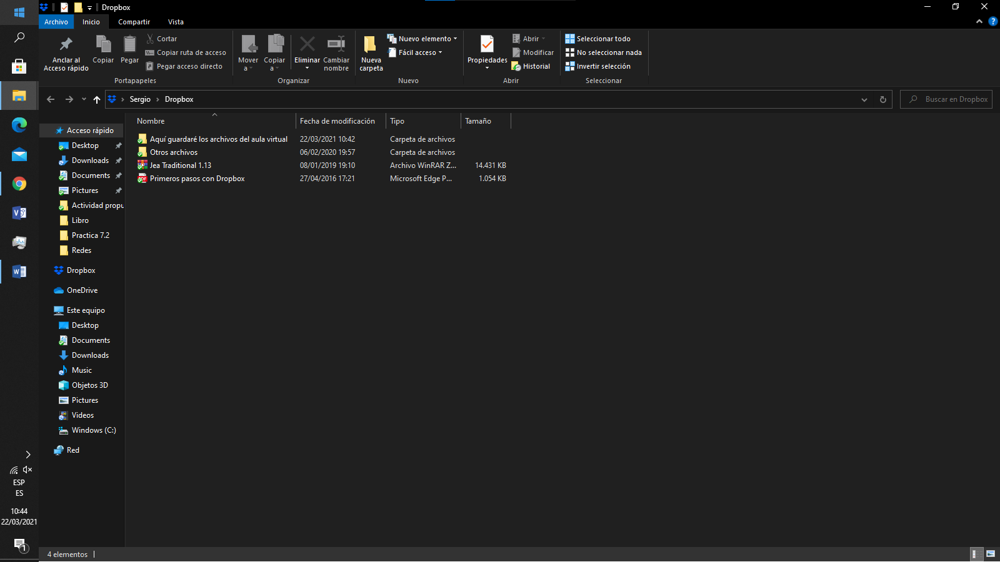 Dropbox
Archivo Inicio Compartir Vista
Anclar al Acceso rápido
Copiar
Pegar
Cortar
Copiar ruta de acceso
Pegar acceso directo
Portapapeles
Mover a
Copiar a
Eliminar
Cambiar nombre
Organizar
Nueva carpeta
Nuevo elemento
Fácil acceso
Nuevo
Propiedades
Abrir
Modificar
Historial
Abrir
Seleccionar todo
No seleccionar nada
Invertir selección
Seleccionar
Sergio > Dropbox
Buscar en Dropbox
Nombre Fecha de modificación Tipo Tamaño
Aquí guardaré los archivos del aula virtual 22/03/2021 10:42 Carpeta de archivos
Otros archivos 06/02/2020 19:57 Carpeta de archivos
Jea Traditional 1.13 08/01/2019 19:10 Archivo WinRAR Z... 14.431 KB
Primeros pasos con Dropbox 27/04/2016 17:21 Microsoft Edge P... 1.054 KB
Acceso rápido
Desktop
Downloads
Documents
Pictures
Actividad propu
Libro
Practica 7.2
Redes
Dropbox
OneDrive
Este equipo
Desktop
Documents
Downloads
Music
Objetos 3D
Pictures
Videos
Windows (C:)
Red
ESP
ES
10:44
22/03/2021
1
4 elementos